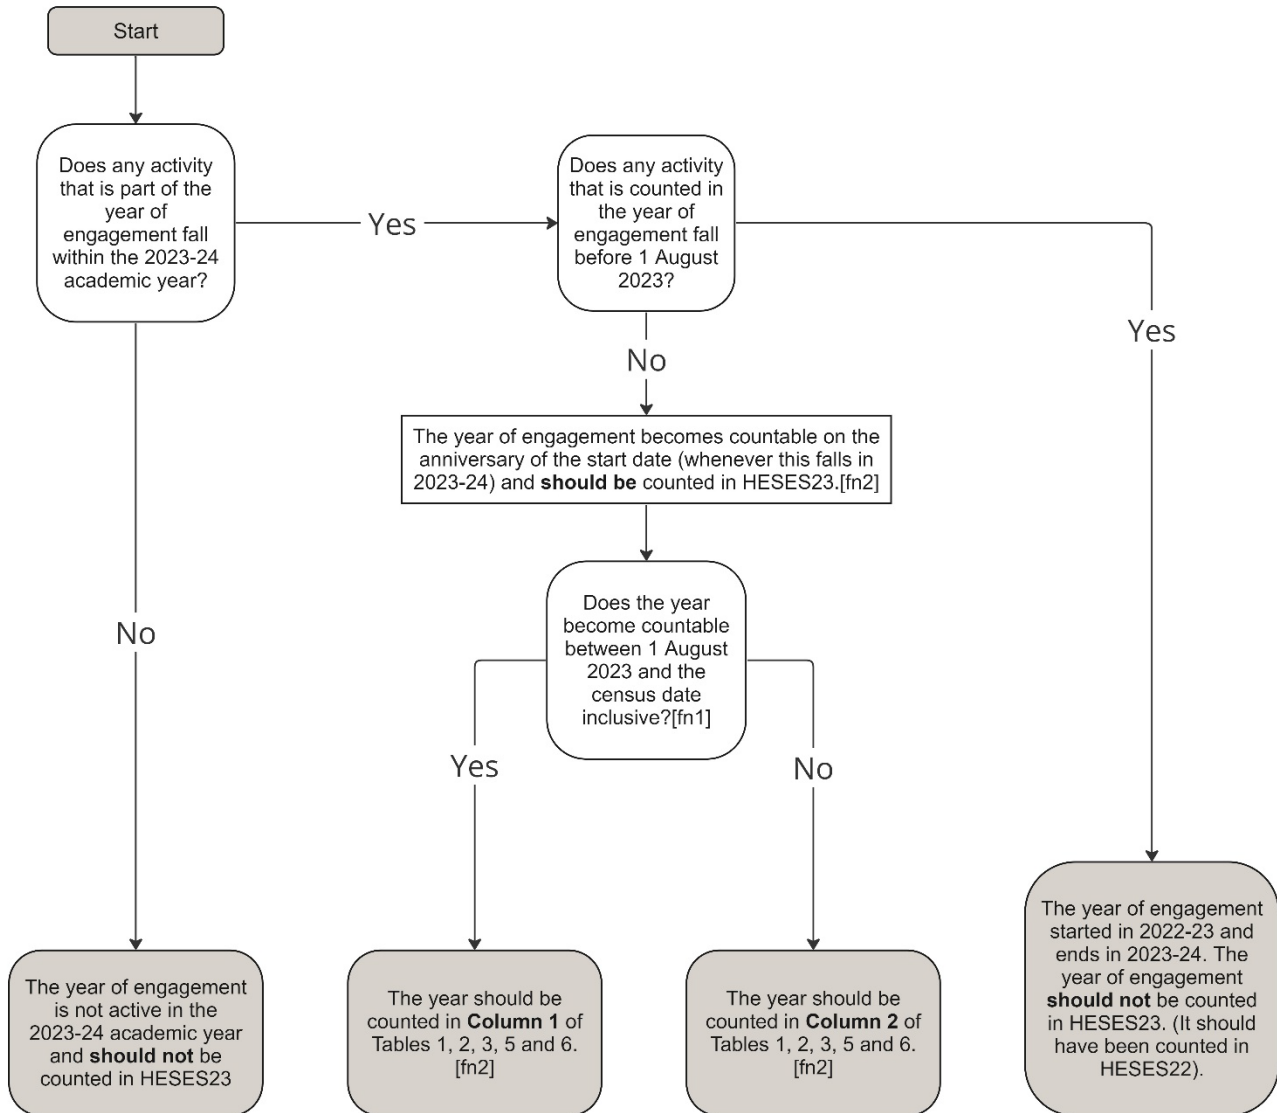 Start
Does any activity
that is part of the
year of
engagement fall
within the 2023-24
academic year?
Yes
Does any activity
that is counted in
the year of
engagement fall
before 1 August
2023?
Yes
No
The year of engagement becomes countable on the
anniversary of the start date (whenever this falls in
2023-24) and should be counted in HESES23.[fn2]
Does the year
become countable
between 1 August
2023 and the
census date
inclusive?[fn1]
No
Yes
No
The year of engagement
is not active in the
2023-24 academic year
and should not be
counted in HESES23
The year should be
counted in Column 1 of
Tables 1, 2, 3, 5 and 6.
[fn2]
The year should be
counted in Column 2 of
Tables 1, 2, 3, 5 and 6.
[fn2]
The year of engagement
started in 2022-23 and
ends in 2023-24. The
year of engagement
should not be counted
in HESES23. (It should
have been counted in
HESES22).